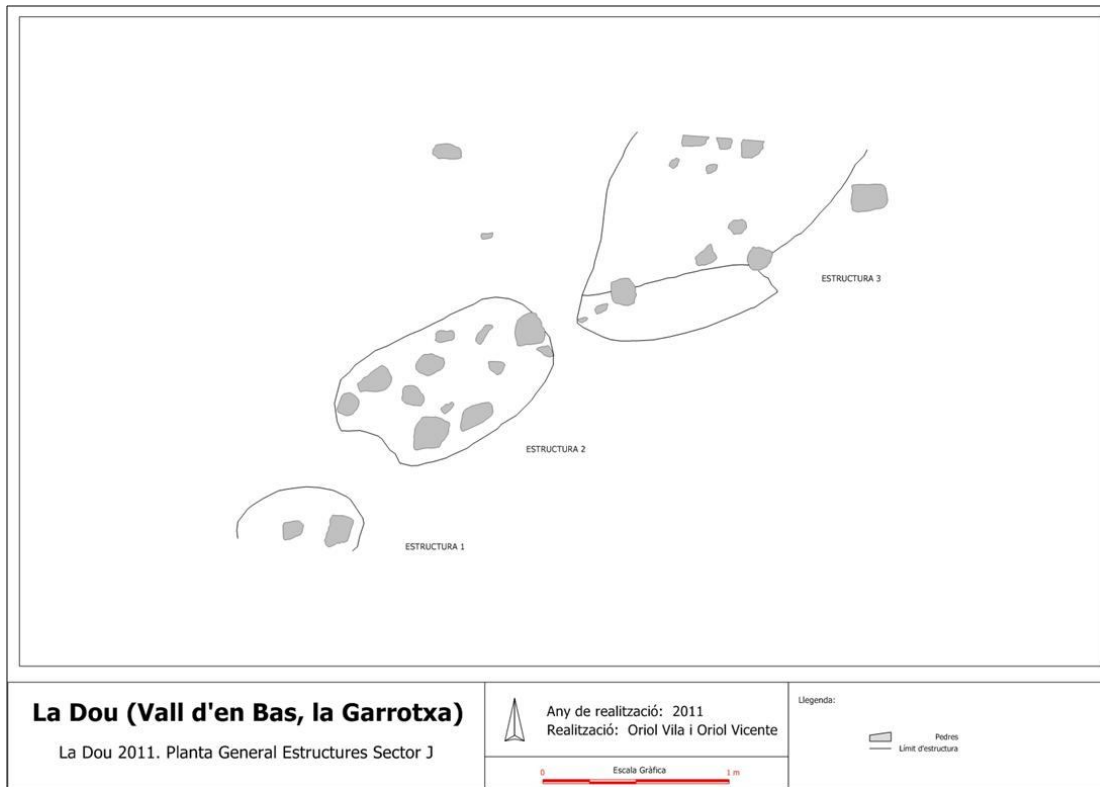 ESTRUCTURA 3
ESTRUCTURA 2
ESTRUCTURA 1
La Dou (Vall d'en Bas, la Garrotxa)
La Dou 2011. Planta General Estructures Sector J
Any de realització: 2011
Realització: Oriol Vila i Oriol Vicente
Escala Gràfica
0
1 m
Llegenda:
Pedres
Límit d'estructura